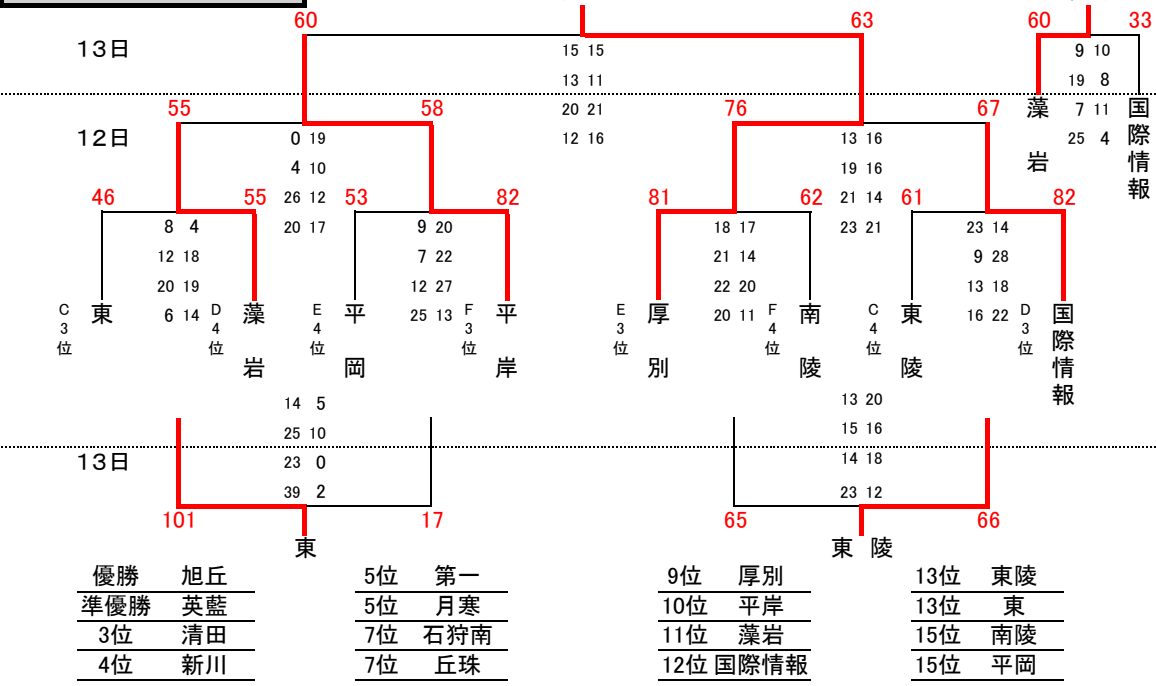 60 63 60 33
13日 15 15 9 10
13 11 19 8
55 58 20 21 76 67 藻岩 7 11 国際情報
12日 0 19 12 16 13 16 25 4
4 10 19 16
46 55 26 12 53 82 81 62 21 14 61 82
8 4 20 17 9 20 18 17 23 21 23 14
12 18 7 22 21 14 9 28
20 19 12 27 22 20 13 18
C3位 東 6 14 D4位 藻岩 E4位 平岡 25 13 F3位 平岸 E3位 厚別 20 11 F4位 南陵 C4位 東陵 16 22 D3位 国際情報
14 5 13 20
25 10 15 16
13日 23 0 14 18
39 2 23 12
101 17 65 66
東 東陵
優勝 旭丘 5位 第一 9位 厚別 13位 東陵
準優勝 英藍 5位 月寒 10位 平岸 13位 東
3位 清田 7位 石狩南 11位 藻岩 15位 南陵
4位 新川 7位 丘珠 12位 国際情報 15位 平岡